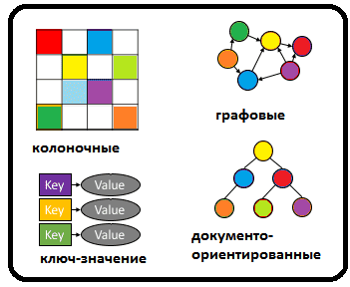 колоночные
графовые
Key Value
Key Value
Key Value
ключ-значение
документо-
ориентированные